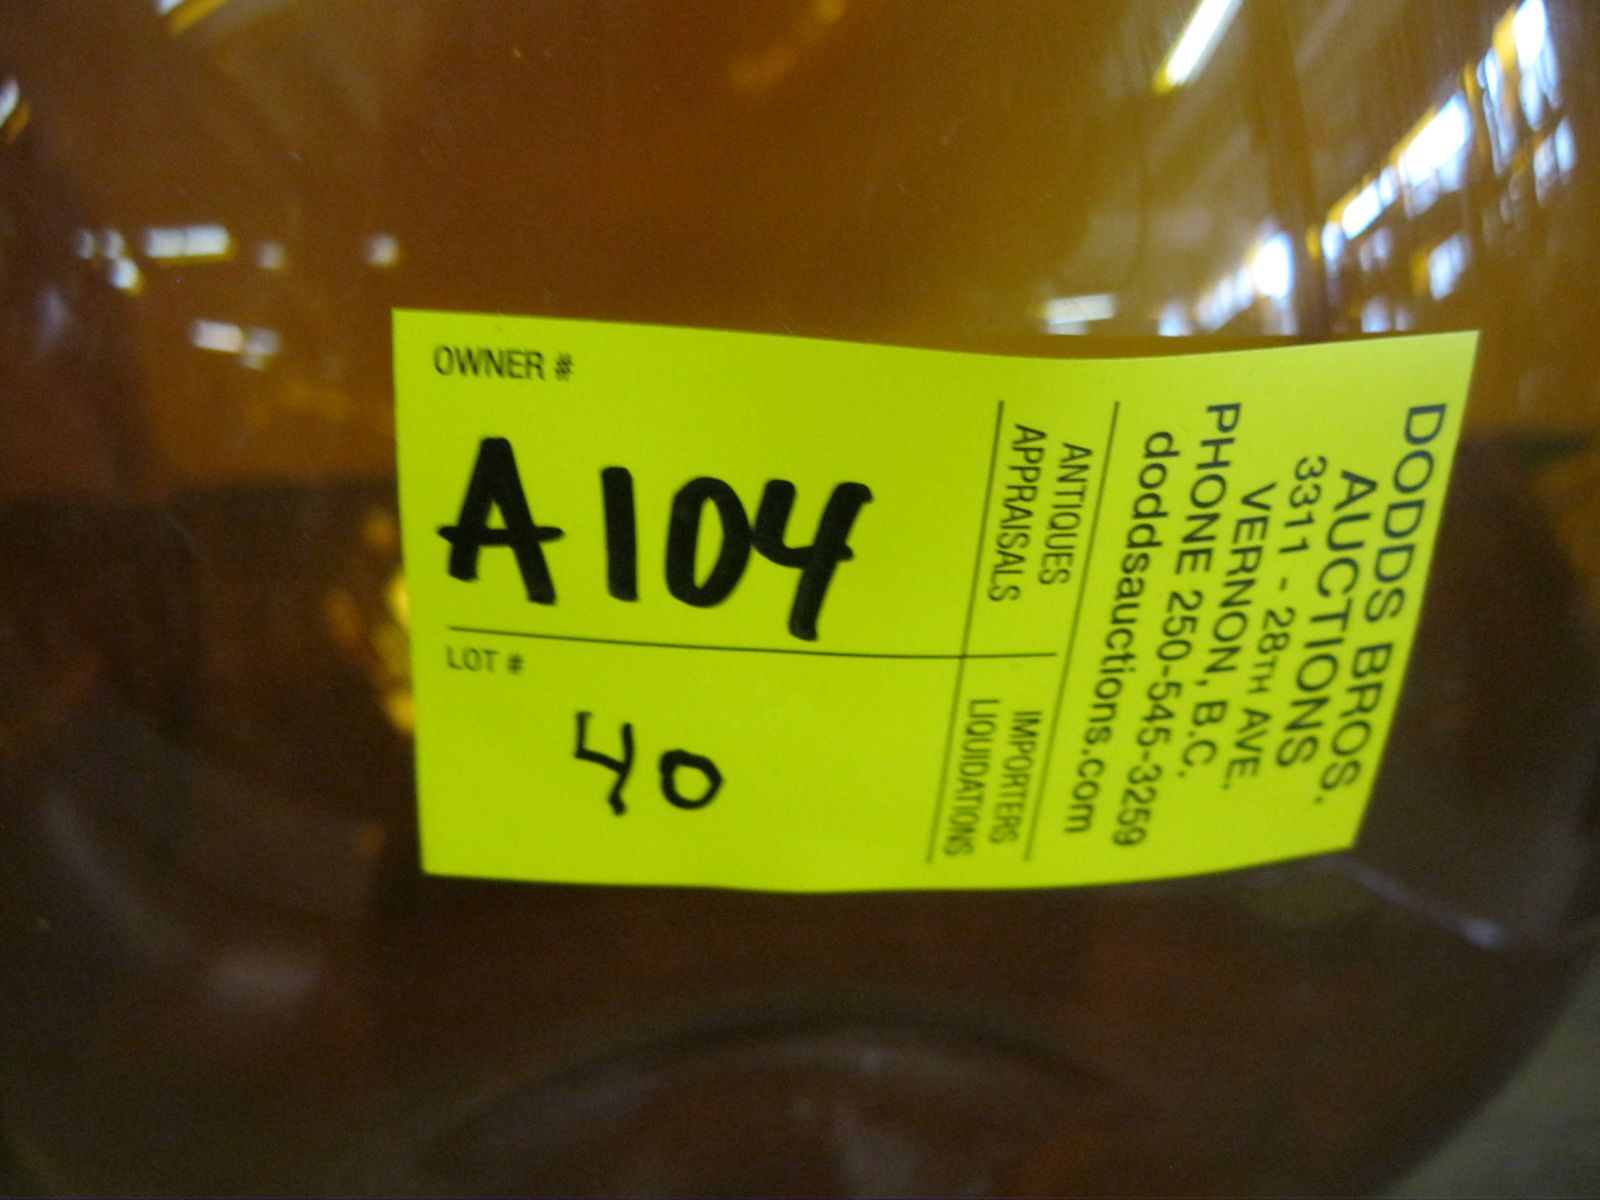 OWNER #
A104
LOT #
40
ANTIQUES
APPRAISALS
IMPORTERS
LIQUIDATIONS
DODDS BROS.
AUCTIONS
3311 - 28TH AVE.
VERNON, B.C.
PHONE 250-545-3259
doddsauctions.com